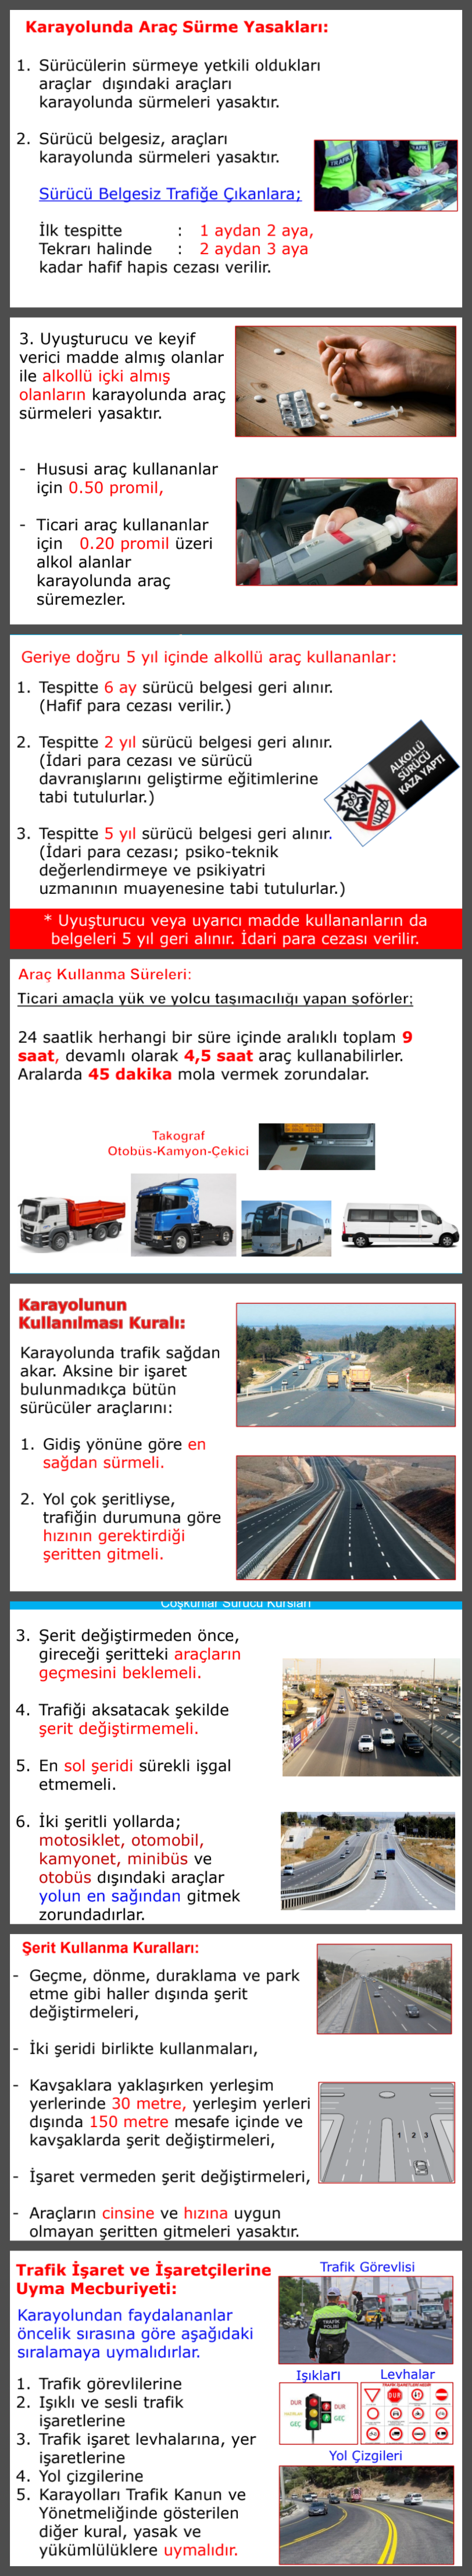 Karayolunda Araç Sürme Yasakları:
1. Sürücülerin sürmeye yetkili oldukları
araçlar dışındaki araçları
karayolunda sürmeleri yasaktır.
2. Sürücü belgesiz, araçları
karayolunda sürmeleri yasaktır.
Sürücü Belgesiz Trafiğe Çıkanlara;
İlk tespitte : 1 aydan 2 aya,
Tekrarı halinde : 2 aydan 3 aya
kadar hafif hapis cezası verilir.
TRAFİK
3. Uyuşturucu ve keyif
verici madde almış olanlar
ile alkollü içki almış
olanların karayolunda araç
sürmeleri yasaktır.
- Hususi araç kullananlar
için 0.50 promil,
- Ticari araç kullananlar
için 0.20 promil üzeri
alkol alanlar
karayolunda araç
süremezler.
Geriye doğru 5 yıl içinde alkollü araç kullananlar:
1. Tespitte 6 ay sürücü belgesi geri alınır.
(Hafif para cezası verilir.)
2. Tespitte 2 yıl sürücü belgesi geri alınır.
(İdari para cezası ve sürücü
davranışlarını geliştirme eğitimlerine
tabi tutulurlar.)
ALKOLLÜ
SÜRÜCÜ
KAZA YAPTI
3. Tespitte 5 yıl sürücü belgesi geri alınır.
(İdari para cezası; psiko-teknik
değerlendirmeye ve psikiyatri
uzmanının muayenesine tabi tutulurlar.)
* Uyuşturucu veya uyarıcı madde kullananların da
belgeleri 5 yıl geri alınır. İdari para cezası verilir.
Araç Kullanma Süreleri:
Ticari amaçla yük ve yolcu taşımacılığı yapan şoförler;
24 saatlik herhangi bir süre içinde aralıklı toplam 9
saat, devamlı olarak 4,5 saat araç kullanabilirler.
Aralarda 45 dakika mola vermek zorundalar.
Takograf
Otobüs-Kamyon-Çekici
Karayolunun
Kullanılması Kuralı:
Karayolunda trafik sağdan
akar. Aksine bir işaret
bulunmadıkça bütün
sürücüler araçlarını:
1. Gidiş yönüne göre en
sağdan sürmeli.
2. Yol çok şeritliyse,
trafiğin durumuna göre
hızının gerektirdiği
şeritten gitmeli.
Coşkunlar Sürücü Kursları
3. Şerit değiştirmeden önce,
gireceği şeritteki araçların
geçmesini beklemeli.
4. Trafiği aksatacak şekilde
şerit değiştirmemeli.
5. En sol şeridi sürekli işgal
etmemeli.
6. İki şeritli yollarda;
motosiklet, otomobil,
kamyonet, minibüs ve
otobüs dışındaki araçlar
yolun en sağından gitmek
zorundadırlar.
Şerit Kullanma Kuralları:
- Geçme, dönme, duraklama ve park
etme gibi haller dışında şerit
değiştirmeleri,
- İki şeridi birlikte kullanmaları,
- Kavşaklara yaklaşırken yerleşim
yerlerinde 30 metre, yerleşim yerleri
dışında 150 metre mesafe içinde ve
kavşaklarda şerit değiştirmeleri,
1 2 3
- İşaret vermeden şerit değiştirmeleri,
- Araçların cinsine ve hızına uygun
olmayan şeritten gitmeleri yasaktır.
Trafik İşaret ve İşaretçilerine
Uyma Mecburiyeti:
Karayolundan faydalananlar
öncelik sırasına göre aşağıdaki
sıralamaya uymalıdırlar.
1. Trafik görevlilerine
2. Işıklı ve sesli trafik
işaretlerine
3. Trafik işaret levhalarına, yer
işaretlerine
4. Yol çizgilerine
5. Karayolları Trafik Kanun ve
Yönetmeliğinde gösterilen
diğer kural, yasak ve
yükümlülüklere uymalıdır.
Trafik Görevlisi
TRAFİK
POLİSİ
Işıkları
Levhalar
DUR
DUR
GEÇ
GEÇ
DUR
Yol Çizgileri